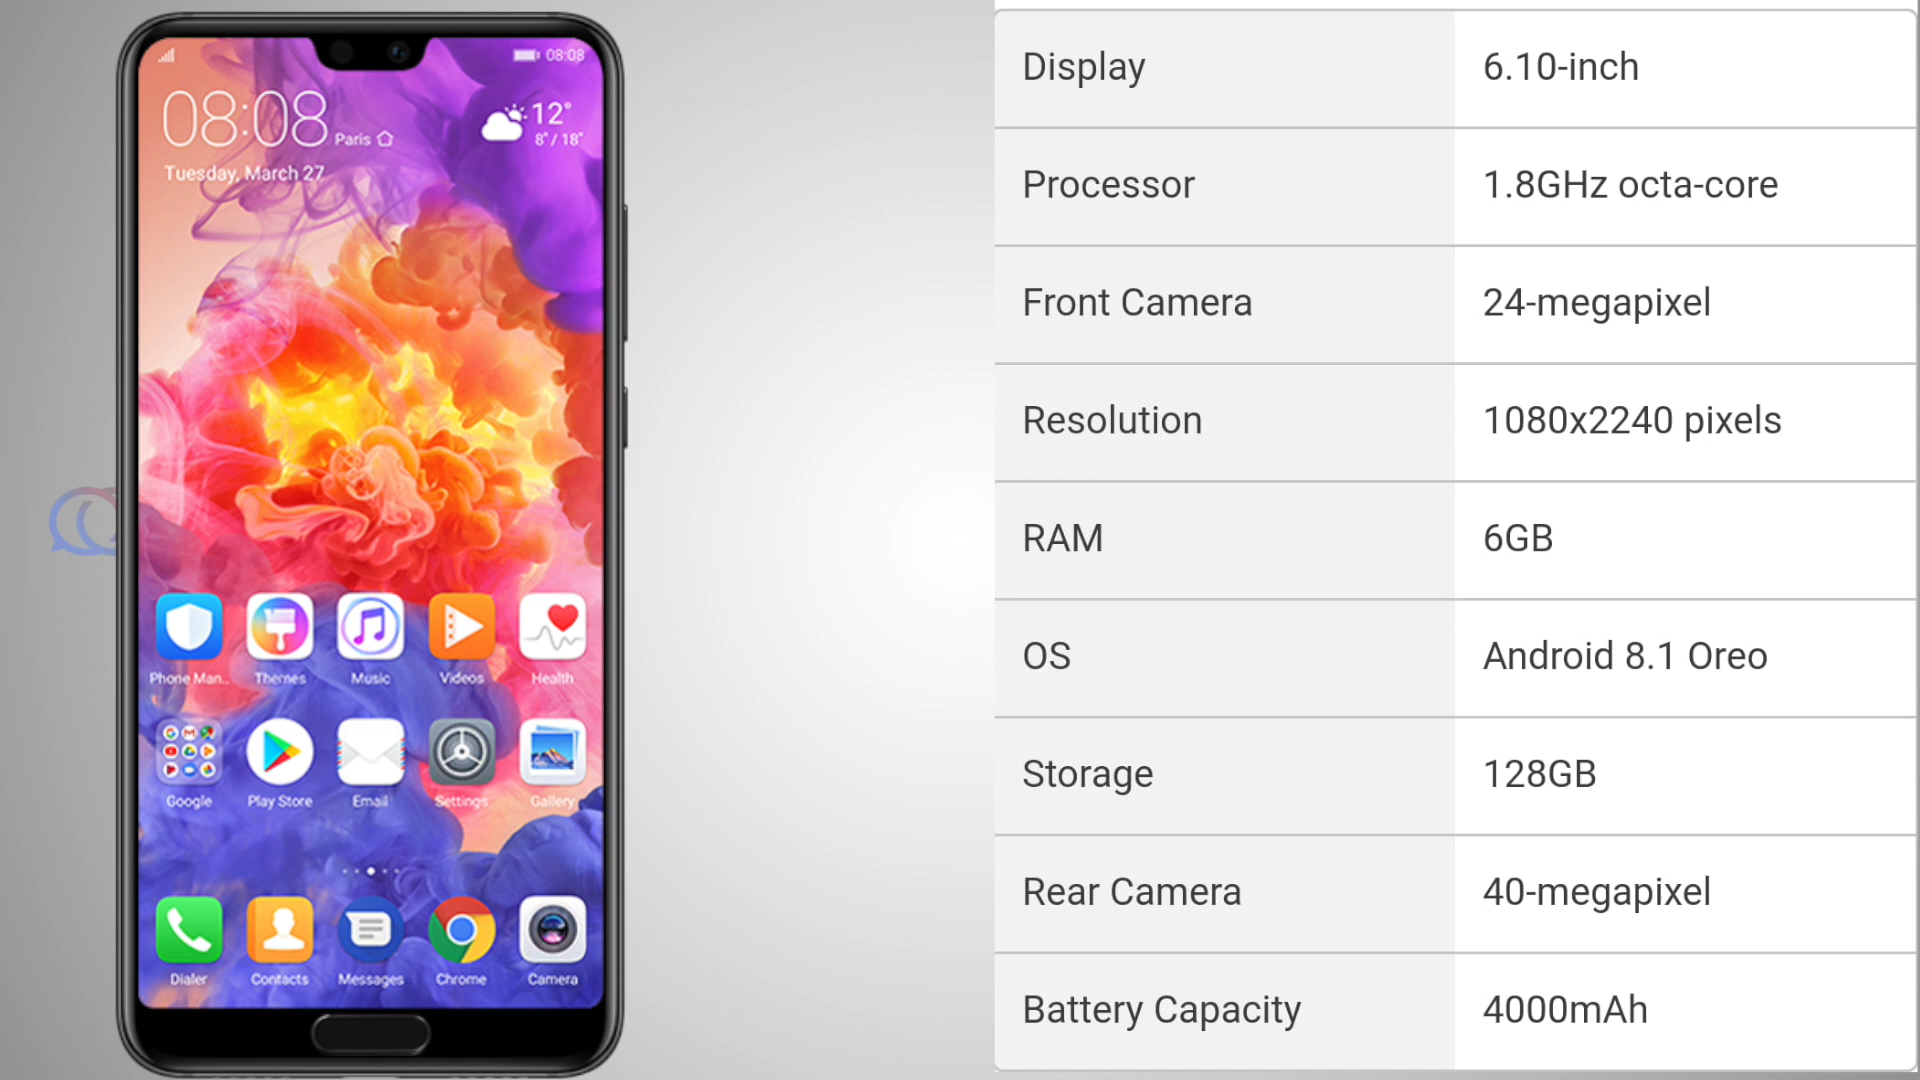 08:08
08:08
Paris
12°
8°/18°
Tuesday, March 27
Phone Man..
Themes
Music
Videos
Health
Google
Play Store
Email
Settings
Gallery
Dialer
Contacts
Messages
Chrome
Camera
Display 6.10-inch
Processor 1.8GHz octa-core
Front Camera 24-megapixel
Resolution 1080x2240 pixels
RAM 6GB
OS Android 8.1 Oreo
Storage 128GB
Rear Camera 40-megapixel
Battery Capacity 4000mAh